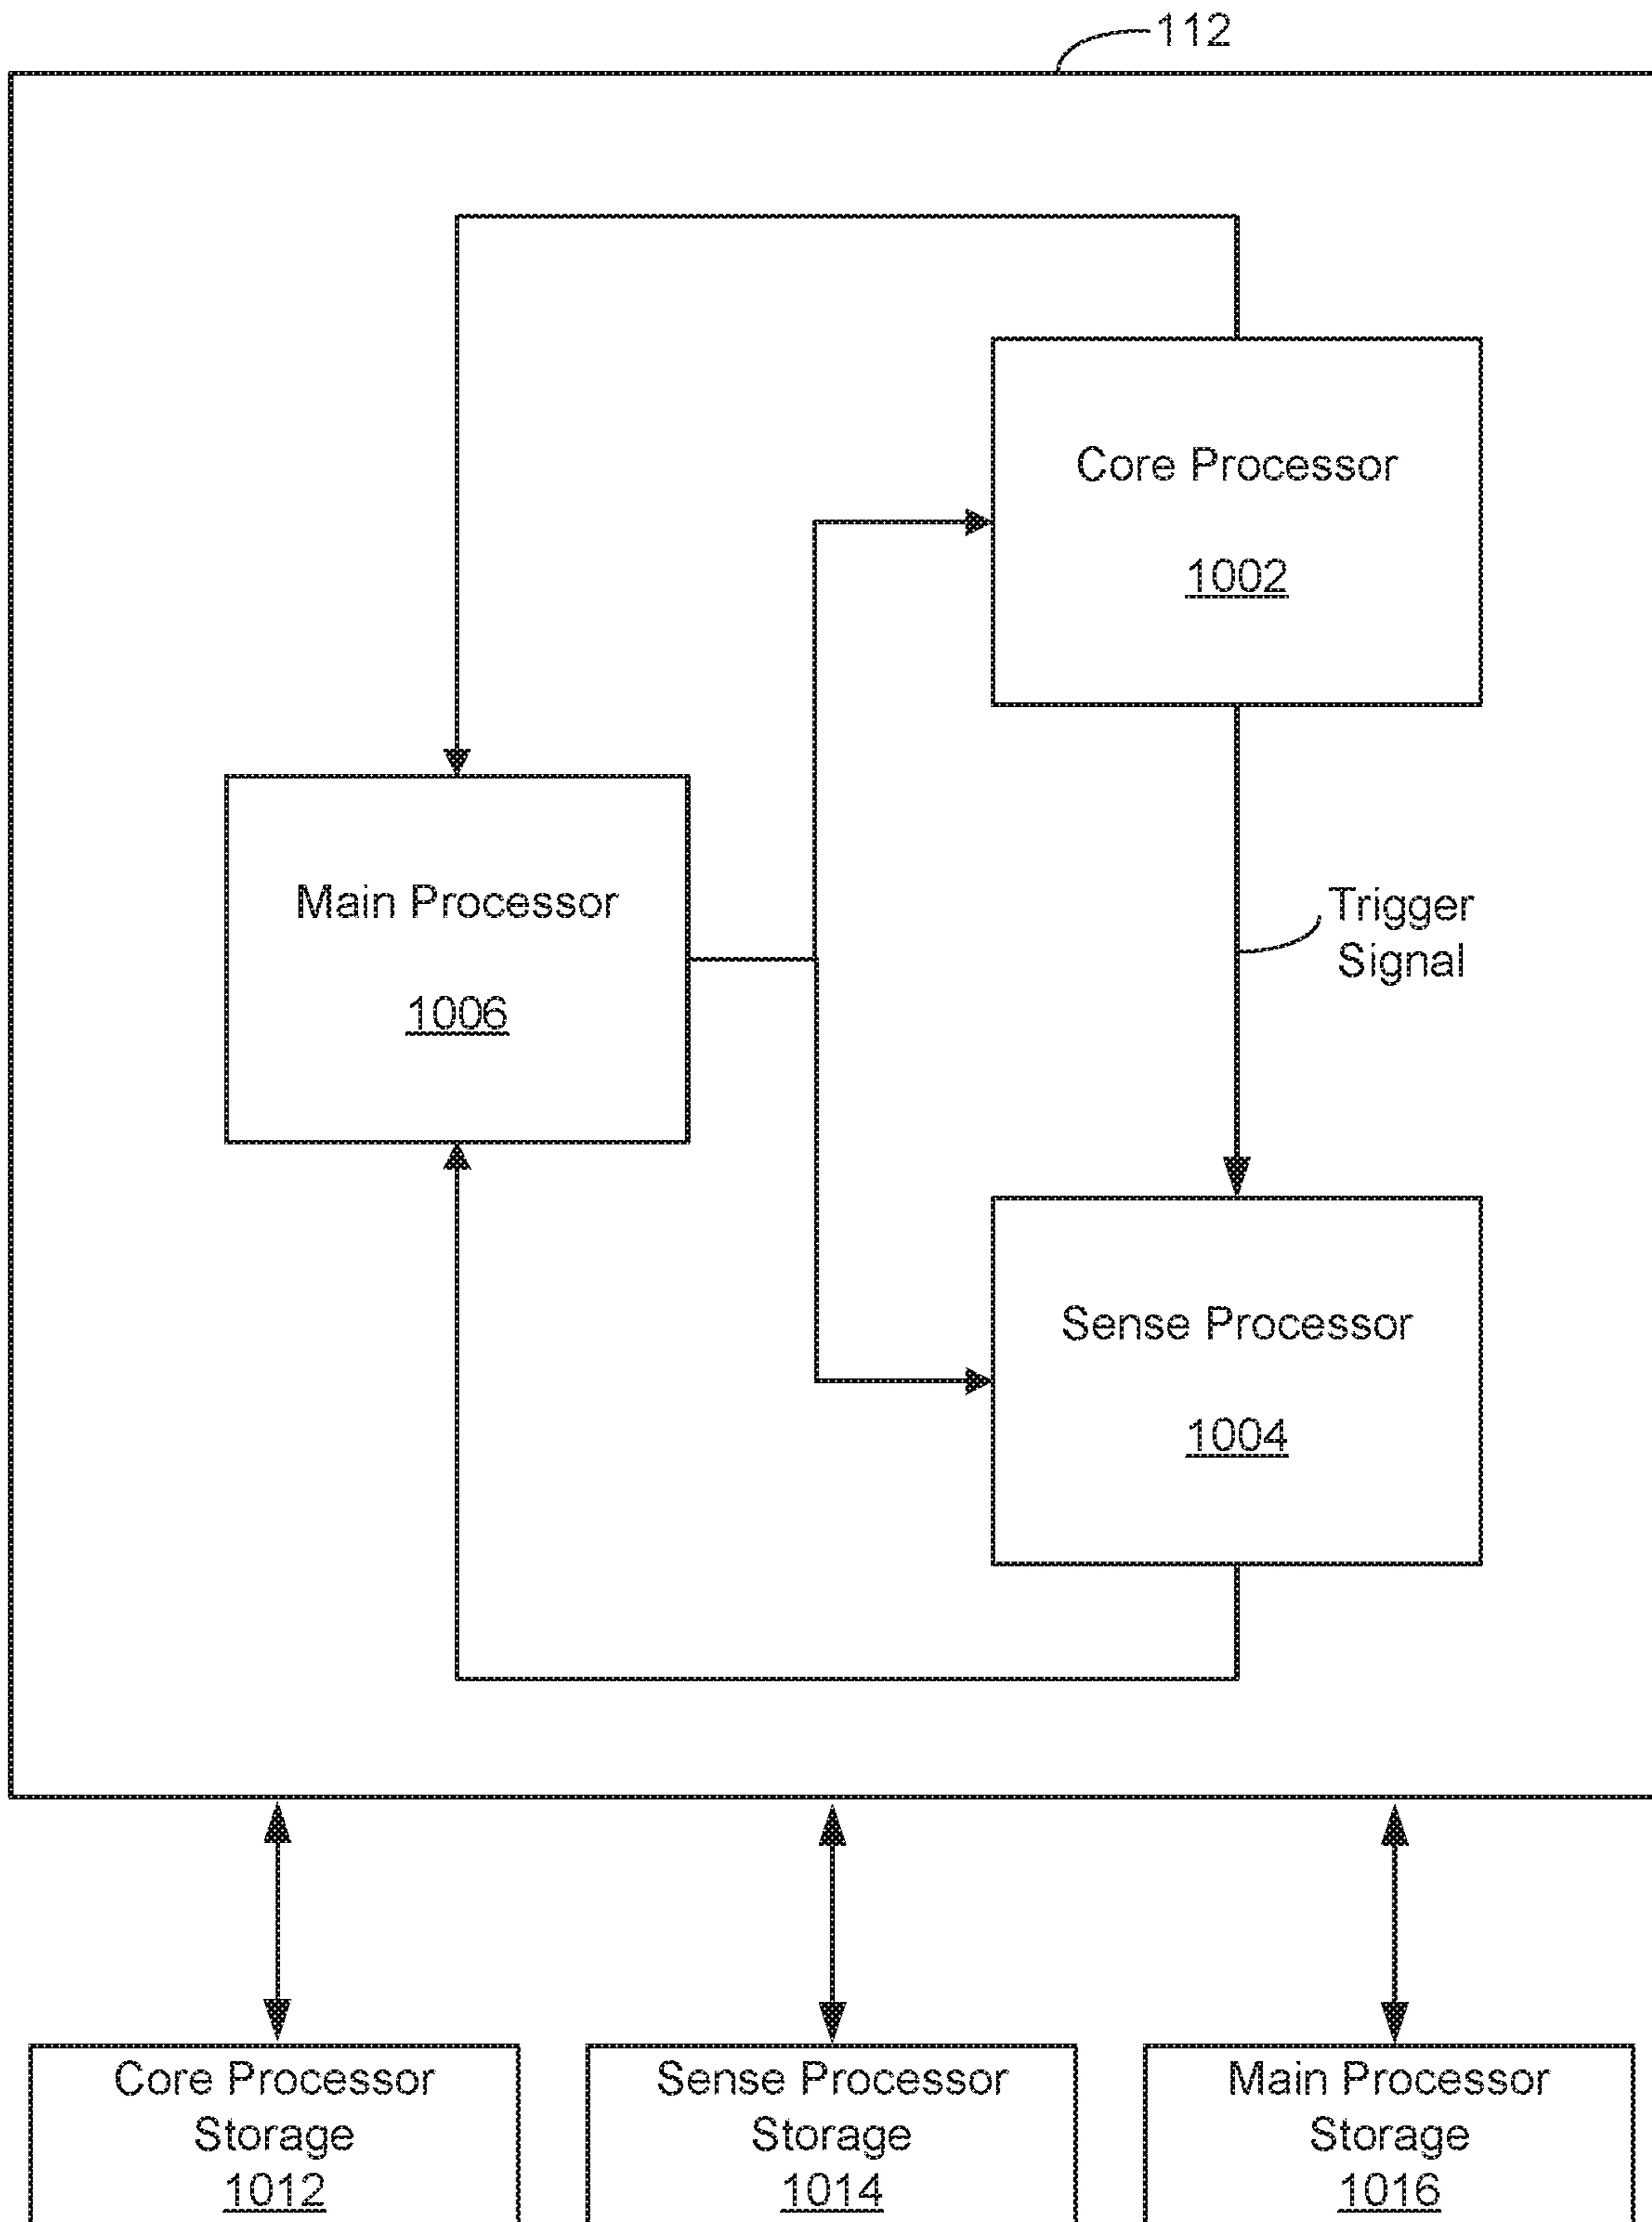 112
Core Processor
1002
Main Processor
1006
Trigger
Signal
Sense Processor
1004
Core Processor
Storage
1012
Sense Processor
Storage
1014
Main Processor
Storage
1016